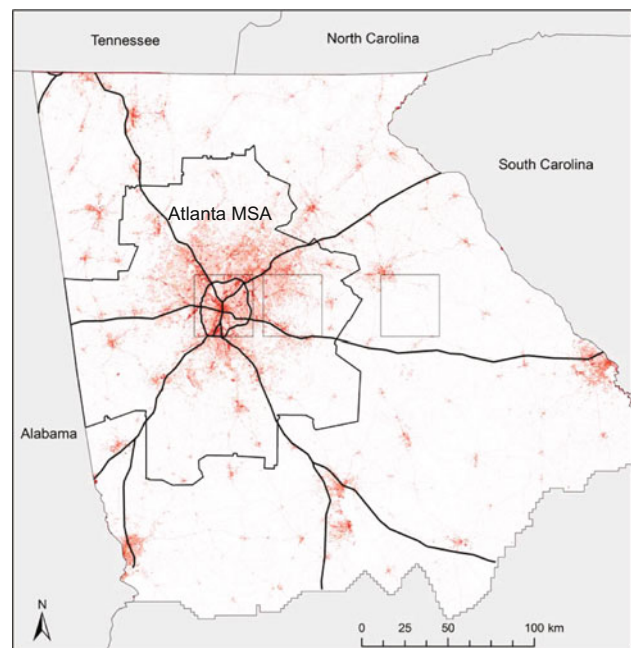 Tennessee
North Carolina
South Carolina
Atlanta MSA
Alabama
N
0 25 50 100 km